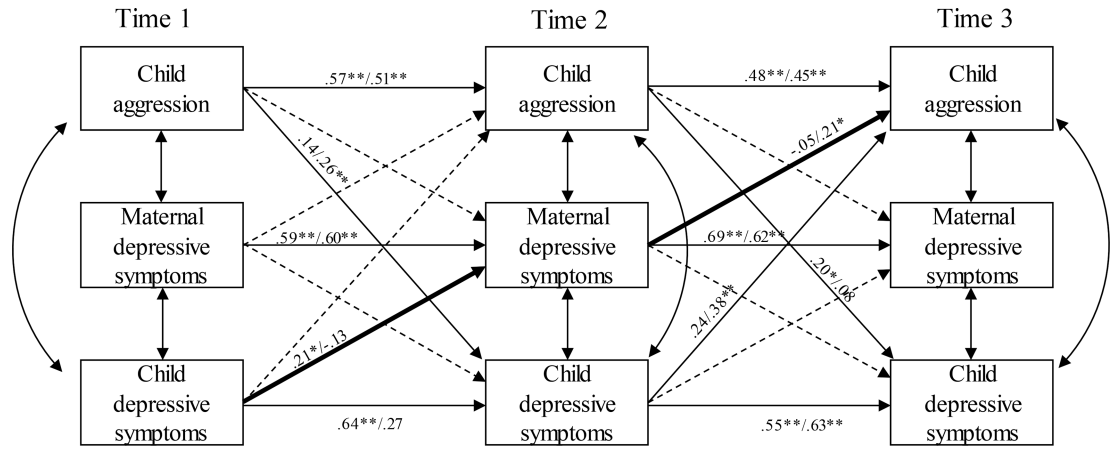 Time 1
Time 2
Time 3
Child
aggression
.57**/.51**
Child
aggression
.48**/.45**
Child
aggression
.14/.26**
-.05/.21*
Maternal
depressive
symptoms
.59**/.60**
Maternal
depressive
symptoms
.69**/.62**
Maternal
depressive
symptoms
.20*/.08
.24/.38**
.21*/-.13
Child
depressive
symptoms
.64**/.27
Child
depressive
symptoms
.55**/.63**
Child
depressive
symptoms